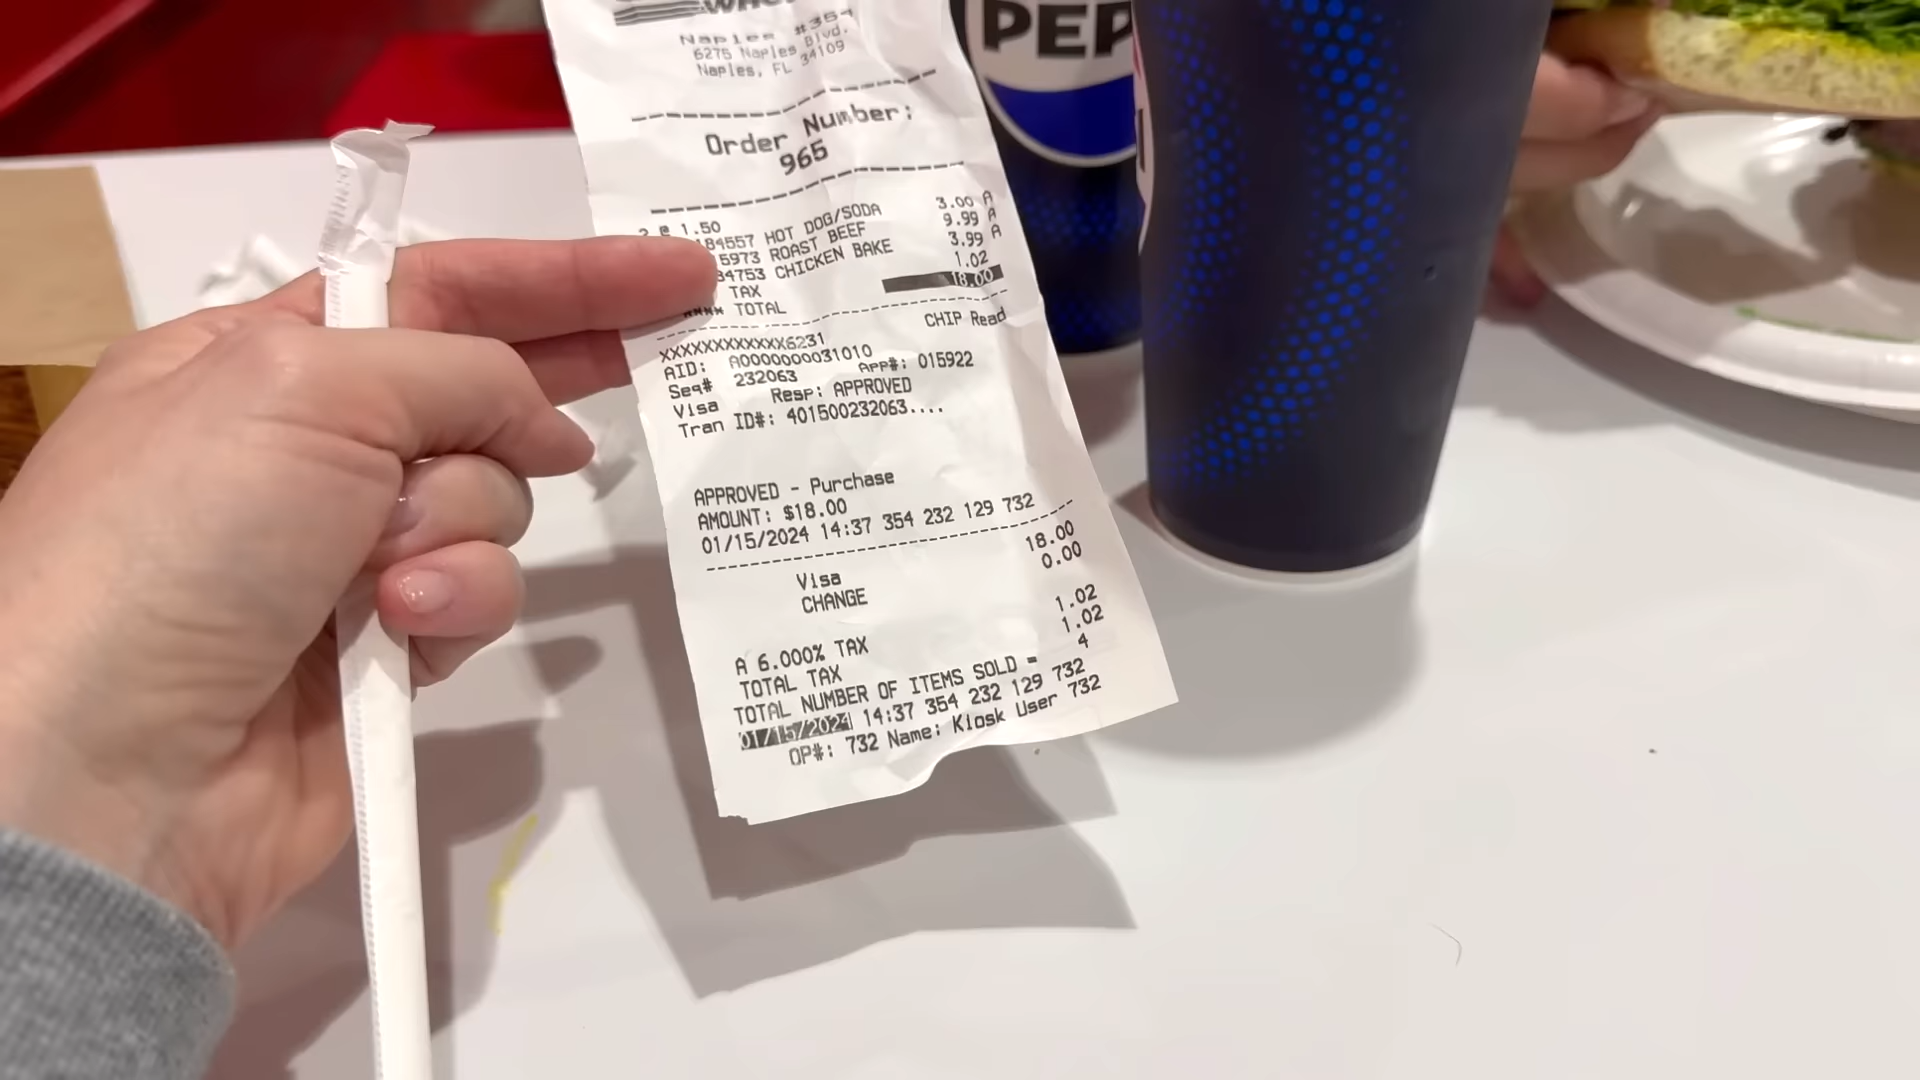 Naples #354
6275 Naples Blvd.
Naples, FL 34109
Order Number:
965
2 @ 1.50
184557 HOT DOG/SODA 3.00 A
5973 ROAST BEEF 9.99 A
84753 CHICKEN BAKE 3.99 A
TAX 1.02
**** TOTAL 18.00
XXXXXXXXXXXX6231 CHIP Read
AID: A0000000031010
Seq# 232063 App#: 015922
Visa Resp: APPROVED
Tran ID#: 401500232063....
APPROVED - Purchase
AMOUNT: $18.00
01/15/2024 14:37 354 232 129 732
Visa 18.00
CHANGE 0.00
A 6.000% TAX 1.02
TOTAL TAX 1.02
TOTAL NUMBER OF ITEMS SOLD = 4
01/15/2024 14:37 354 232 129 732
OP#: 732 Name: Kiosk User 732
PEP